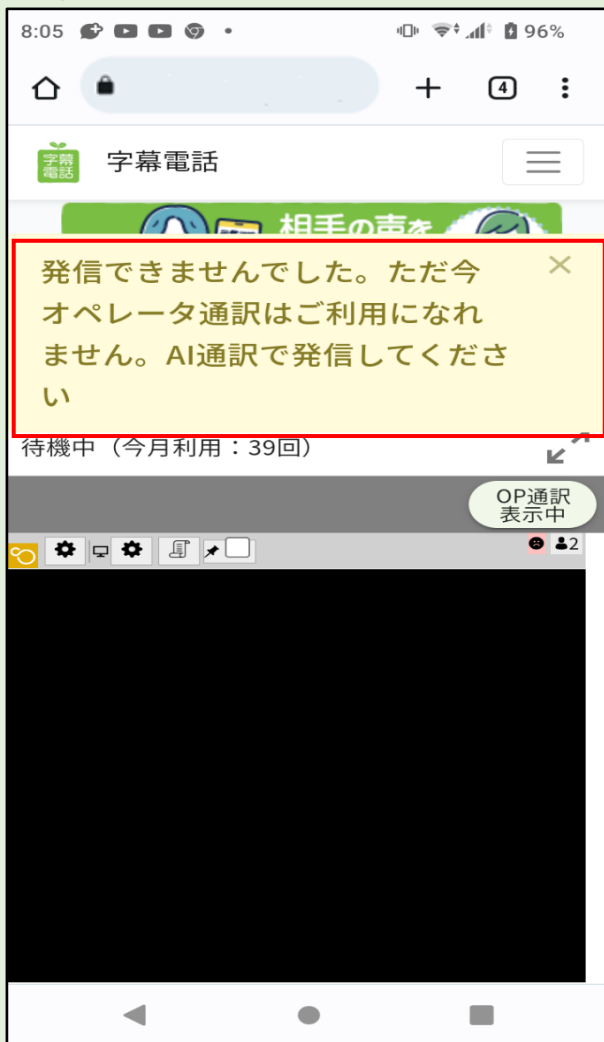 8:05
96%
4
字幕
電話
字幕電話
相手の声を
発信できませんでした。ただ今
オペレータ通訳はご利用になれ
ません。AI通訳で発信してくださ
い
待機中（今月利用：39回）
OP通訳
表示中
2